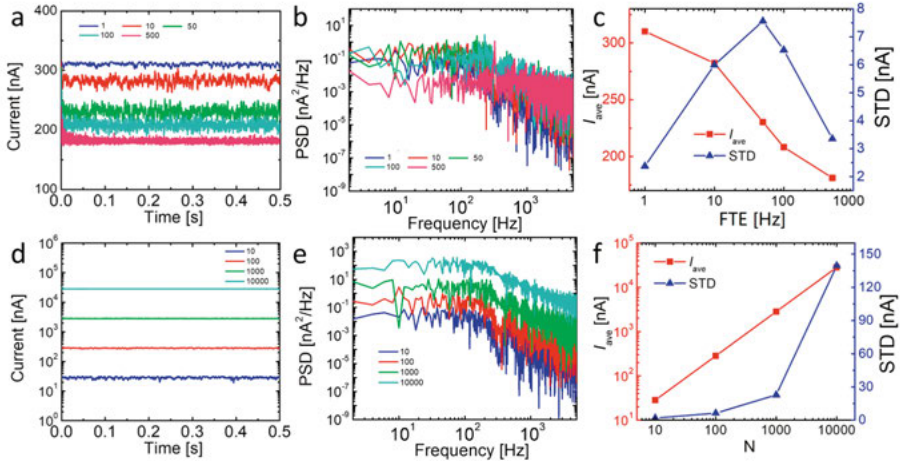 a
400
300
200
100
Current [nA]
1 10 50
100 500
0.0 0.1 0.2 0.3 0.4 0.5
Time [s]
b
10¹
10⁻¹
10⁻³
10⁻⁵
10⁻⁷
10⁻⁹
PSD [nA²/Hz]
1 10 50
100 500
10¹ 10² 10³
Frequency [Hz]
c
300
250
200
I_ave [nA]
I_ave
STD
8
7
6
5
4
3
2
STD [nA]
1 10 100 1000
FTE [Hz]
d
10⁶
10⁵
10⁴
10³
10²
10¹
10⁰
Current [nA]
10
100
1000
10000
0.0 0.1 0.2 0.3 0.4 0.5
Time [s]
e
10³
10¹
10⁻¹
10⁻³
10⁻⁵
10⁻⁷
10⁻⁹
PSD [nA²/Hz]
10
100
1000
10000
10¹ 10² 10³
Frequency [Hz]
f
10⁵
10⁴
10³
10²
10¹
I_ave [nA]
I_ave
STD
150
120
90
60
30
0
STD [nA]
10 100 1000 10000
N